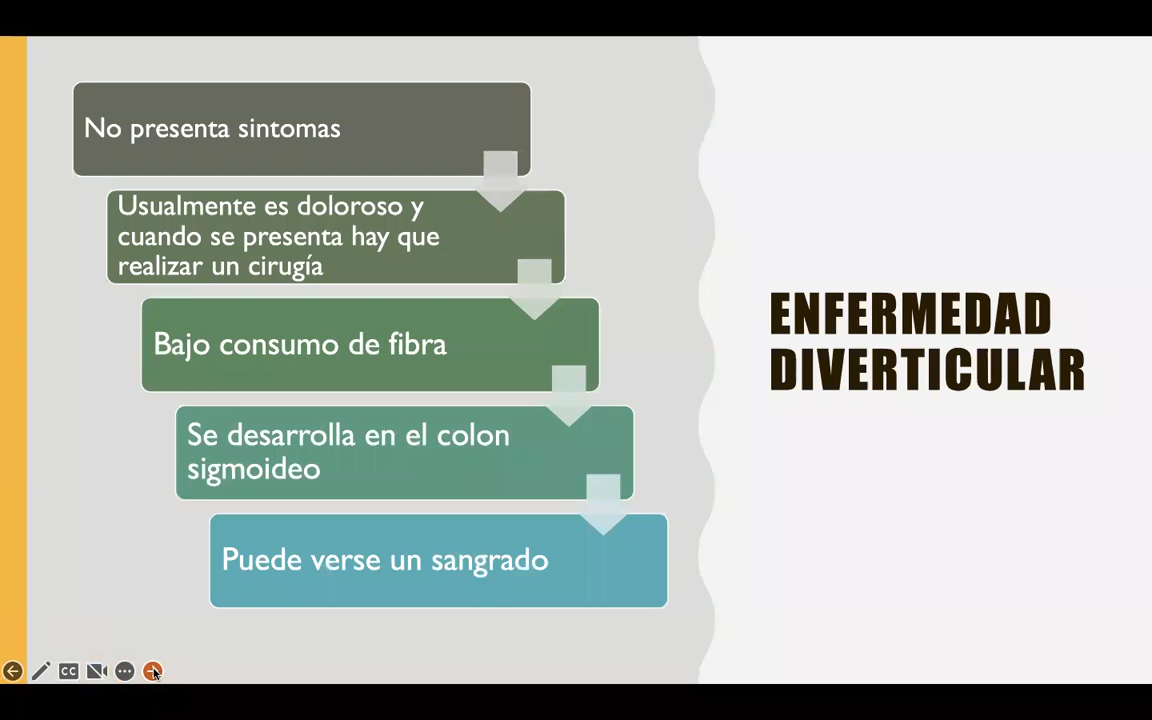 No presenta sintomas
Usualmente es doloroso y
cuando se presenta hay que
realizar un cirugía
Bajo consumo de fibra
Se desarrolla en el colon
sigmoideo
Puede verse un sangrado
ENFERMEDAD
DIVERTICULAR
CC